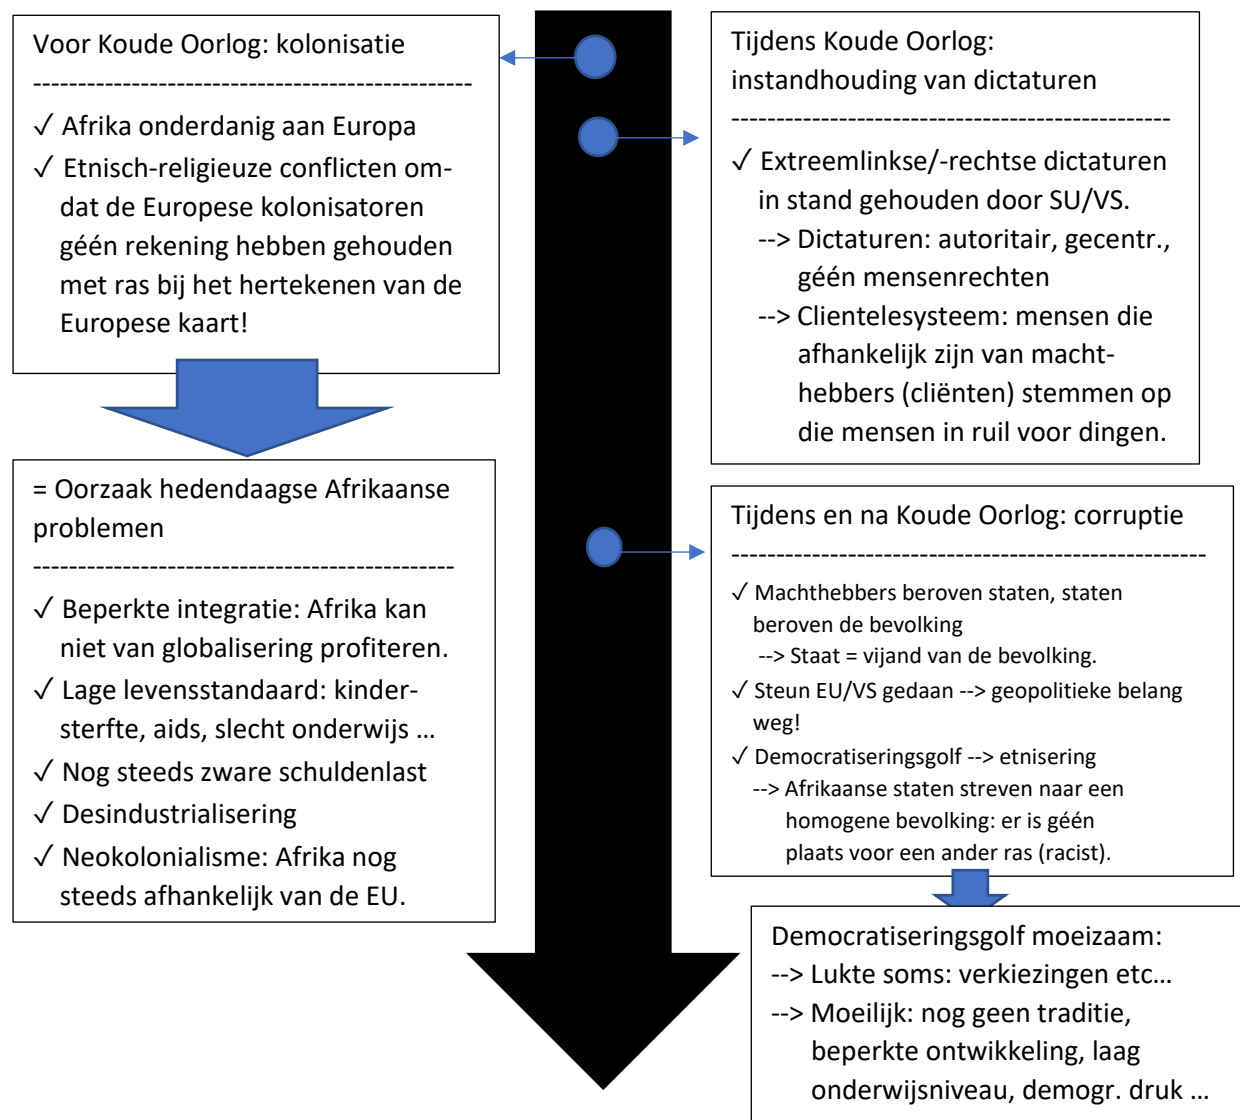 Voor Koude Oorlog: kolonisatie
-------------------------------------------------
✓ Afrika onderdanig aan Europa
✓ Etnisch-religieuze conflicten om-
dat de Europese kolonisatoren
géén rekening hebben gehouden
met ras bij het hertekenen van de
Europese kaart!
= Oorzaak hedendaagse Afrikaanse
problemen
-----------------------------------------------
✓ Beperkte integratie: Afrika kan
niet van globalisering profiteren.
✓ Lage levensstandaard: kinder-
sterfte, aids, slecht onderwijs …
✓ Nog steeds zware schuldenlast
✓ Desindustrialisering
✓ Neokolonialisme: Afrika nog
steeds afhankelijk van de EU.
Tijdens Koude Oorlog:
instandhouding van dictaturen
-------------------------------------------------
✓ Extreemlinkse/-rechtse dictaturen
in stand gehouden door SU/VS.
--> Dictaturen: autoritair, gecentr.,
géén mensenrechten
--> Clientelesysteem: mensen die
afhankelijk zijn van macht-
hebbers (cliënten) stemmen op
die mensen in ruil voor dingen.
Tijdens en na Koude Oorlog: corruptie
-----------------------------------------------------
✓ Machthebbers beroven staten, staten
beroven de bevolking
--> Staat = vijand van de bevolking.
✓ Steun EU/VS gedaan --> geopolitieke belang
weg!
✓ Democratiseringsgolf --> etnisering
--> Afrikaanse staten streven naar een
homogene bevolking: er is géén
plaats voor een ander ras (racist).
Democratiseringsgolf moeizaam:
--> Lukte soms: verkiezingen etc…
--> Moeilijk: nog geen traditie,
beperkte ontwikkeling, laag
onderwijsniveau, demogr. druk …